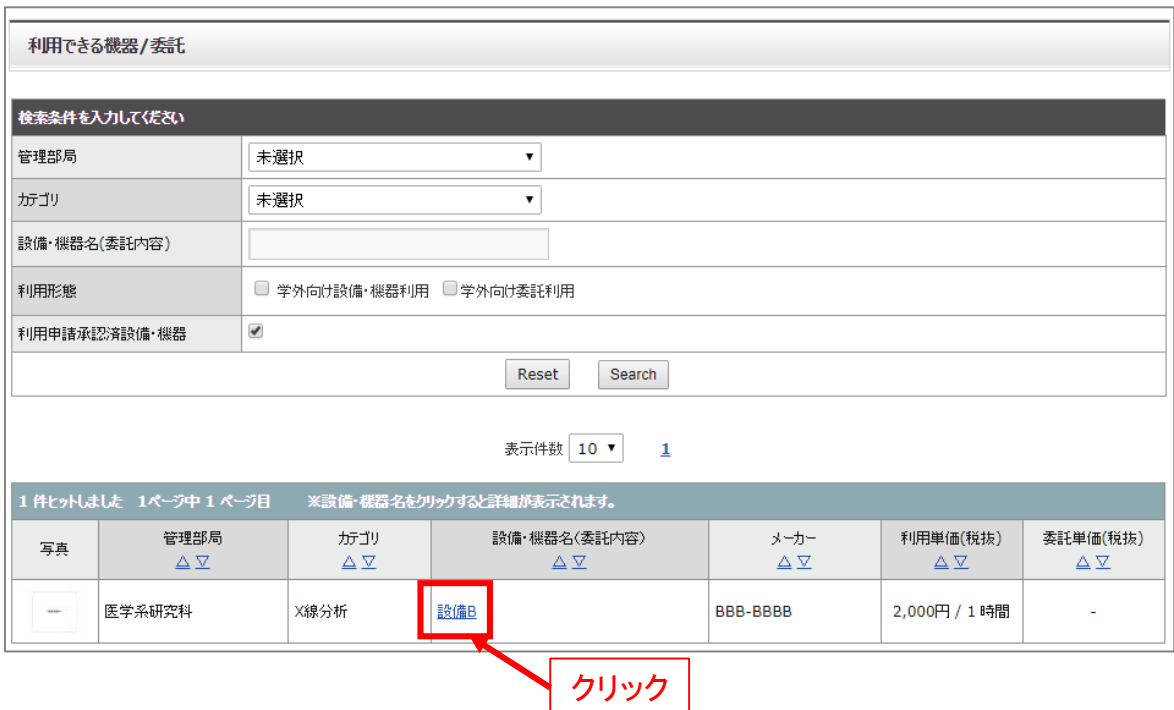 利用できる機器/委託
検索条件を入力してください
管理部局 未選択 ▼
カテゴリ 未選択 ▼
設備・機器名(委託内容)
利用形態 学外向け設備・機器利用 学外向け委託利用
利用申請承認済設備・機器
Reset Search
表示件数 10 ▼ 1
1 件ヒットしました 1ページ中 1 ページ目 ※設備・機器名をクリックすると詳細が表示されます。
写真 管理部局 カテゴリ 設備・機器名(委託内容) メーカー 利用単価(税抜) 委託単価(税抜)
△ ▽ △ ▽ △ ▽ △ ▽ △ ▽ △ ▽
医学系研究科 X線分析 設備B BBB-BBBB 2,000円 / 1 時間 -
クリック